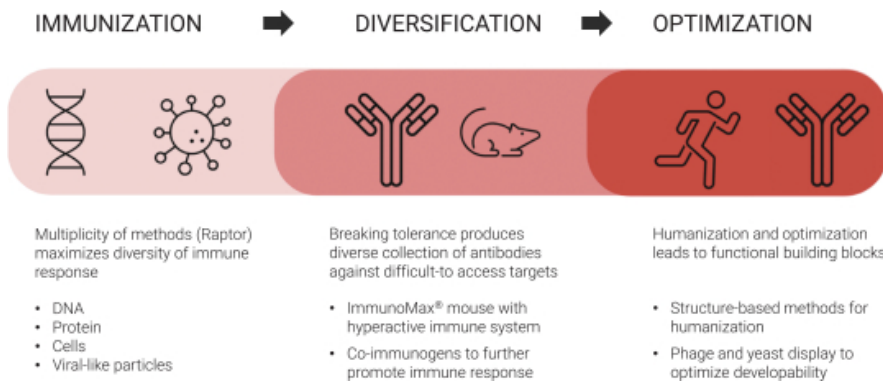 IMMUNIZATION
DIVERSIFICATION
OPTIMIZATION
Multiplicity of methods (Raptor)
maximizes diversity of immune
response
• DNA
• Protein
• Cells
• Viral-like particles
Breaking tolerance produces
diverse collection of antibodies
against difficult-to access targets
• ImmunoMax® mouse with
hyperactive immune system
• Co-immunogens to further
promote immune response
Humanization and optimization
leads to functional building blocks
• Structure-based methods for
humanization
• Phage and yeast display to
optimize developability